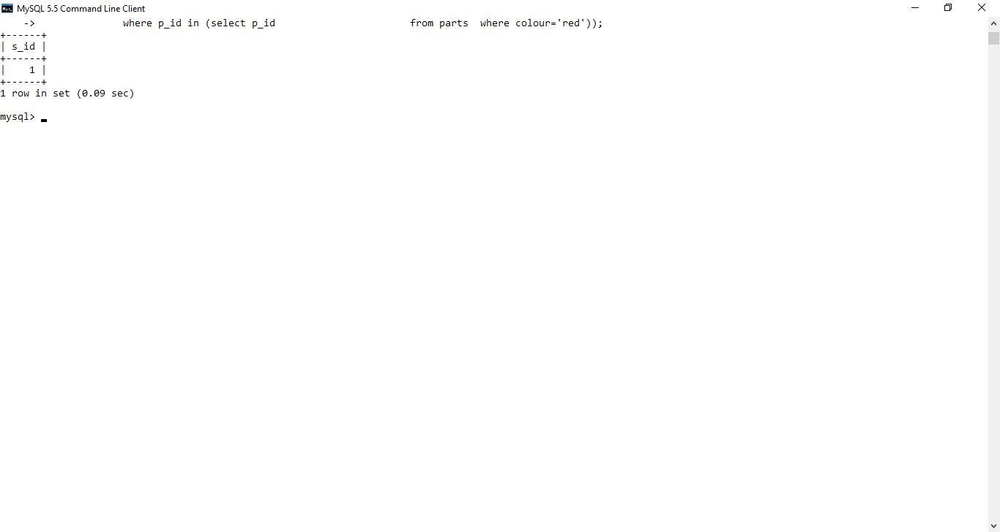 MySQL 5.5 Command Line Client
    ->               where p_id in (select p_id                       from parts  where colour='red'));
+------+
| s_id |
+------+
|    1 |
+------+
1 row in set (0.09 sec)
mysql>